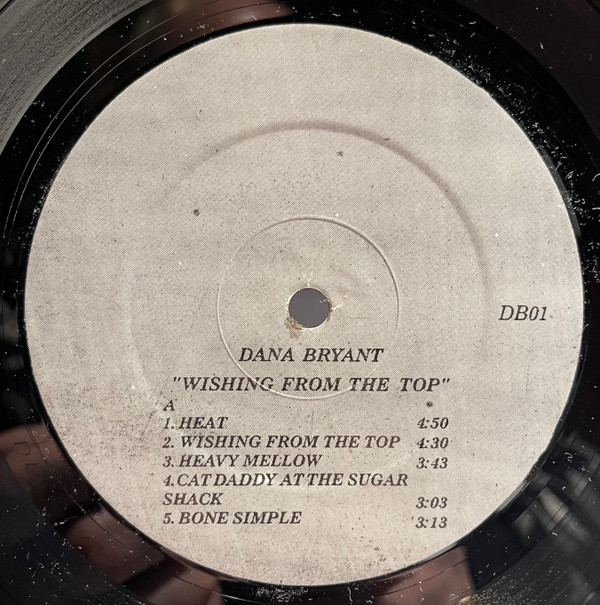 DB01
DANA BRYANT
"WISHING FROM THE TOP"
A
1. HEAT 4:50
2. WISHING FROM THE TOP 4:30
3. HEAVY MELLOW 3:43
4. CAT DADDY AT THE SUGAR
SHACK 3:03
5. BONE SIMPLE 3:13